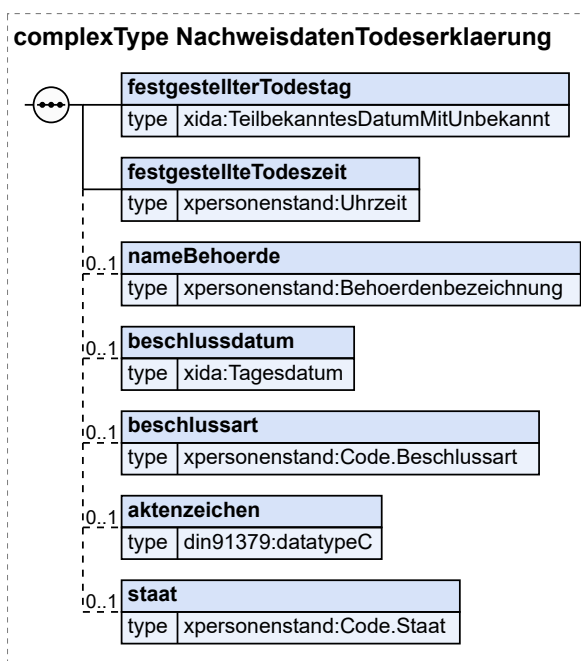 complexType NachweisdatenTodeserklaerung
festgestellterTodestag
type xida:TeilbekanntesDatumMitUnbekannt
festgestellteTodeszeit
type xpersonenstand:Uhrzeit
0..1 nameBehoerde
type xpersonenstand:Behoerdenbezeichnung
0..1 beschlussdatum
type xida:Tagesdatum
0..1 beschlussart
type xpersonenstand:Code.Beschlussart
0..1 aktenzeichen
type din91379:datatypeC
0..1 staat
type xpersonenstand:Code.Staat